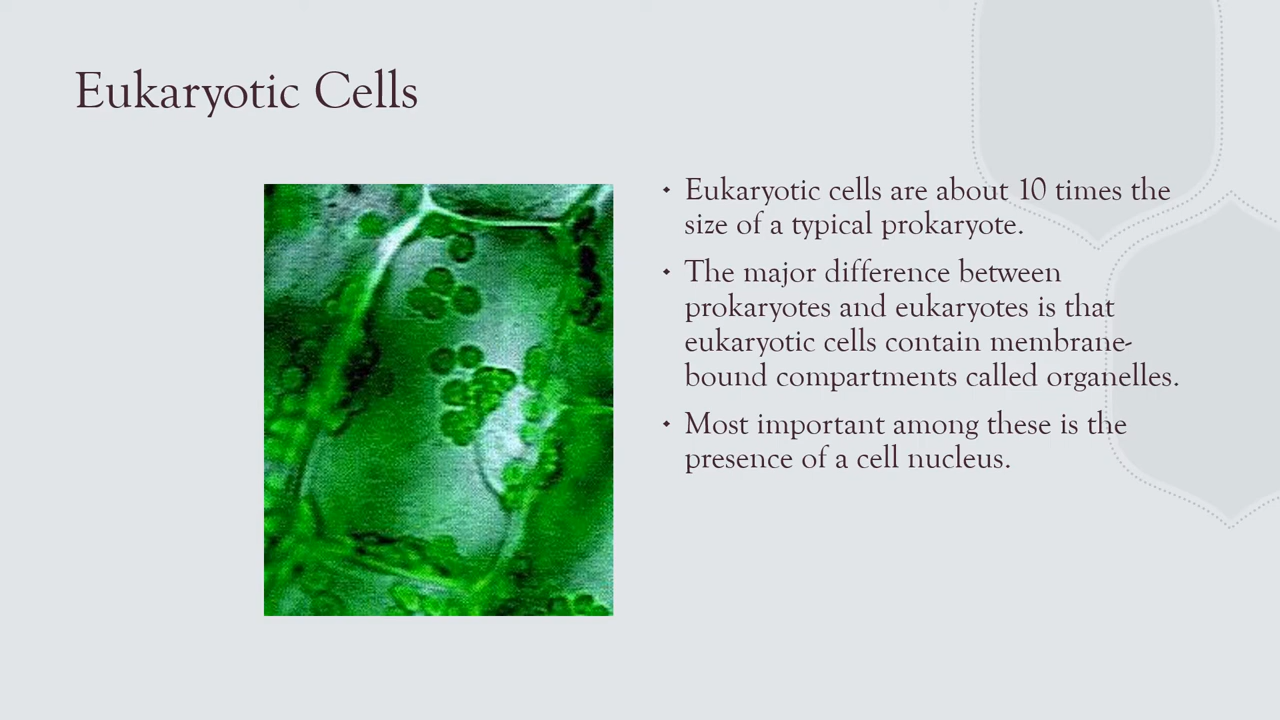 Eukaryotic Cells
• Eukaryotic cells are about 10 times the
size of a typical prokaryote.
• The major difference between
prokaryotes and eukaryotes is that
eukaryotic cells contain membrane-
bound compartments called organelles.
• Most important among these is the
presence of a cell nucleus.